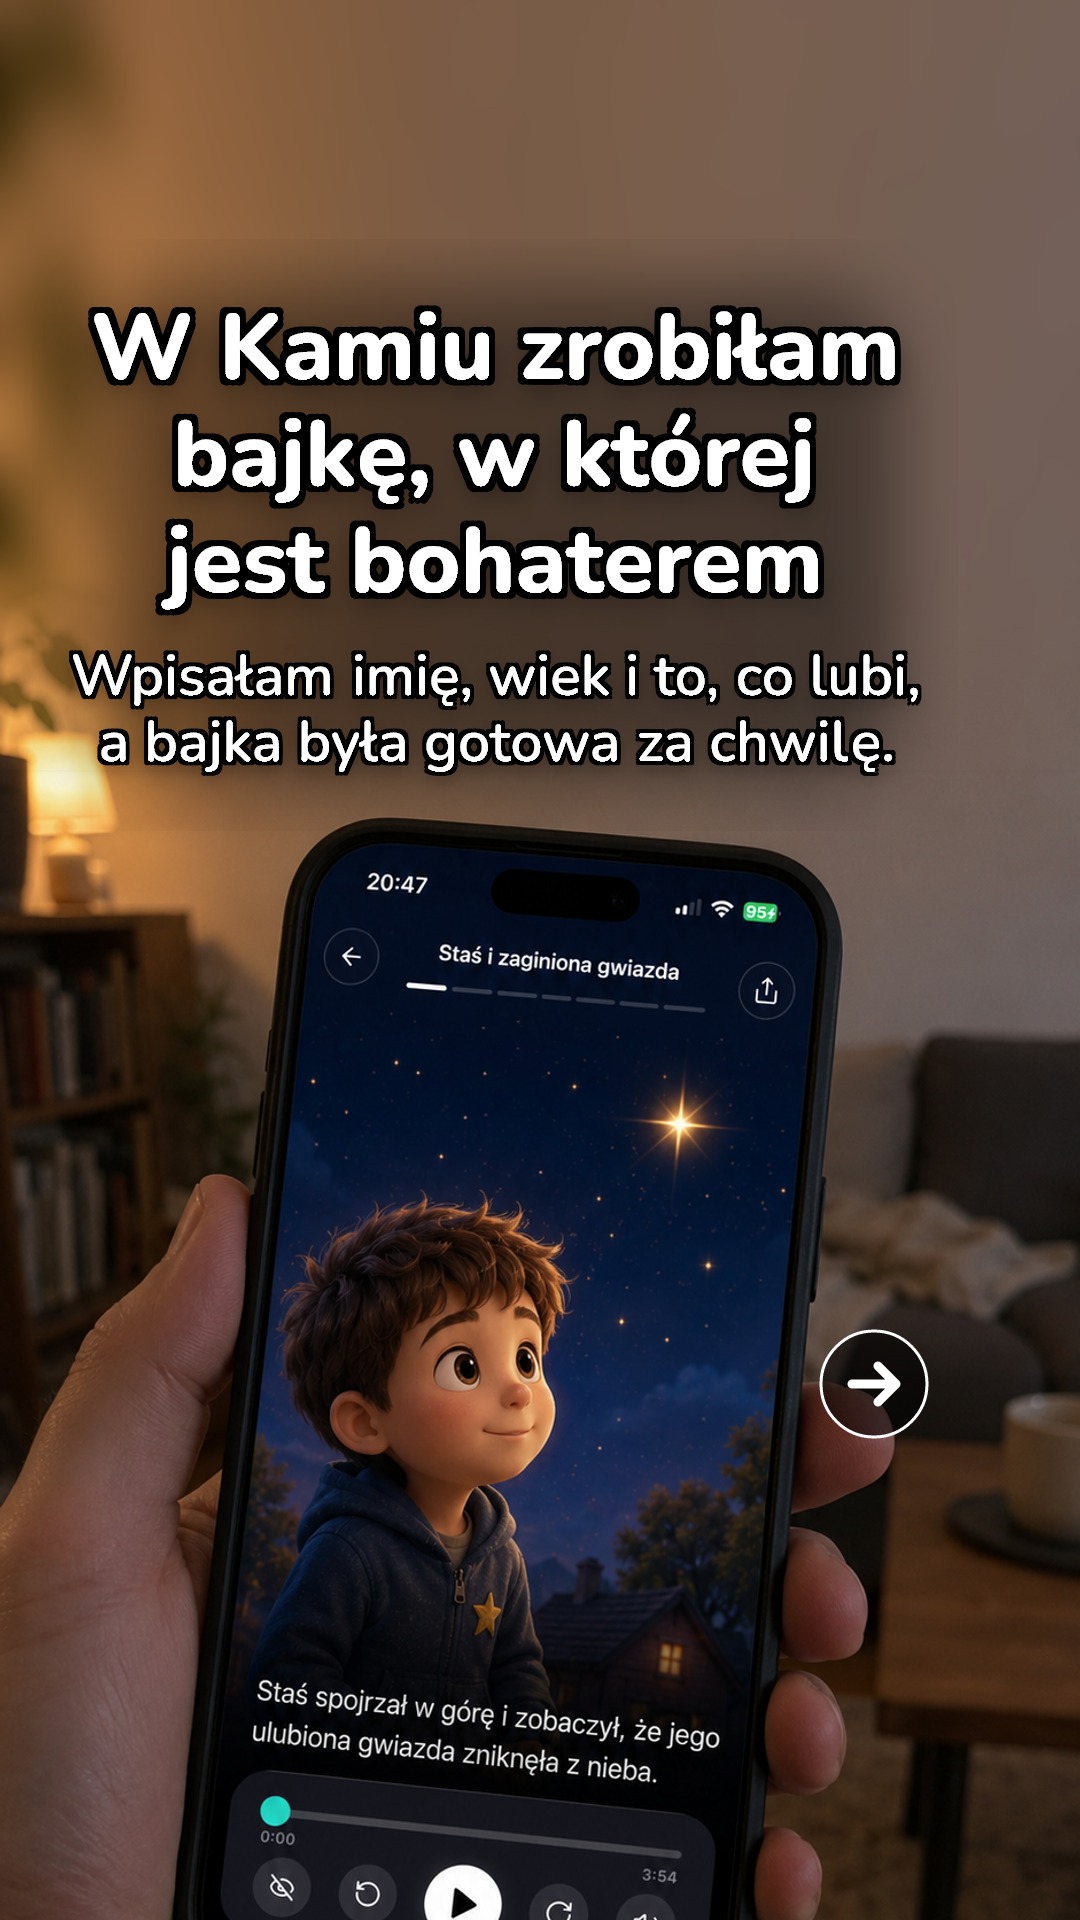 W Kamiu zrobiłam
bajkę, w której
jest bohaterem
Wpisałam imię, wiek i to, co lubi,
a bajka była gotowa za chwilę.
20:47
95
Staś i zaginiona gwiazda
Staś spojrzał w górę i zobaczył, że jego
ulubiona gwiazda zniknęła z nieba.
0:00
3:54